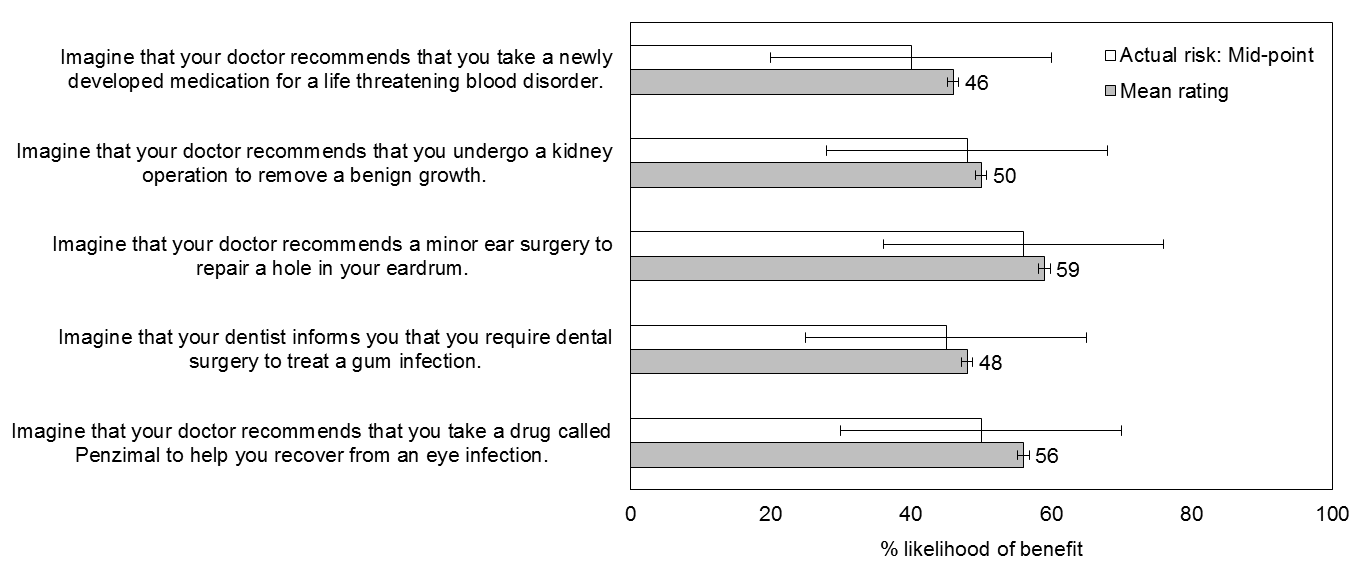 Imagine that your doctor recommends that you take a newly
developed medication for a life threatening blood disorder.
46
Actual risk: Mid-point
Mean rating
Imagine that your doctor recommends that you undergo a kidney
operation to remove a benign growth.
50
Imagine that your doctor recommends a minor ear surgery to
repair a hole in your eardrum.
59
Imagine that your dentist informs you that you require dental
surgery to treat a gum infection.
48
Imagine that your doctor recommends that you take a drug called
Penzimal to help you recover from an eye infection.
56
0 20 40 60 80 100
% likelihood of benefit